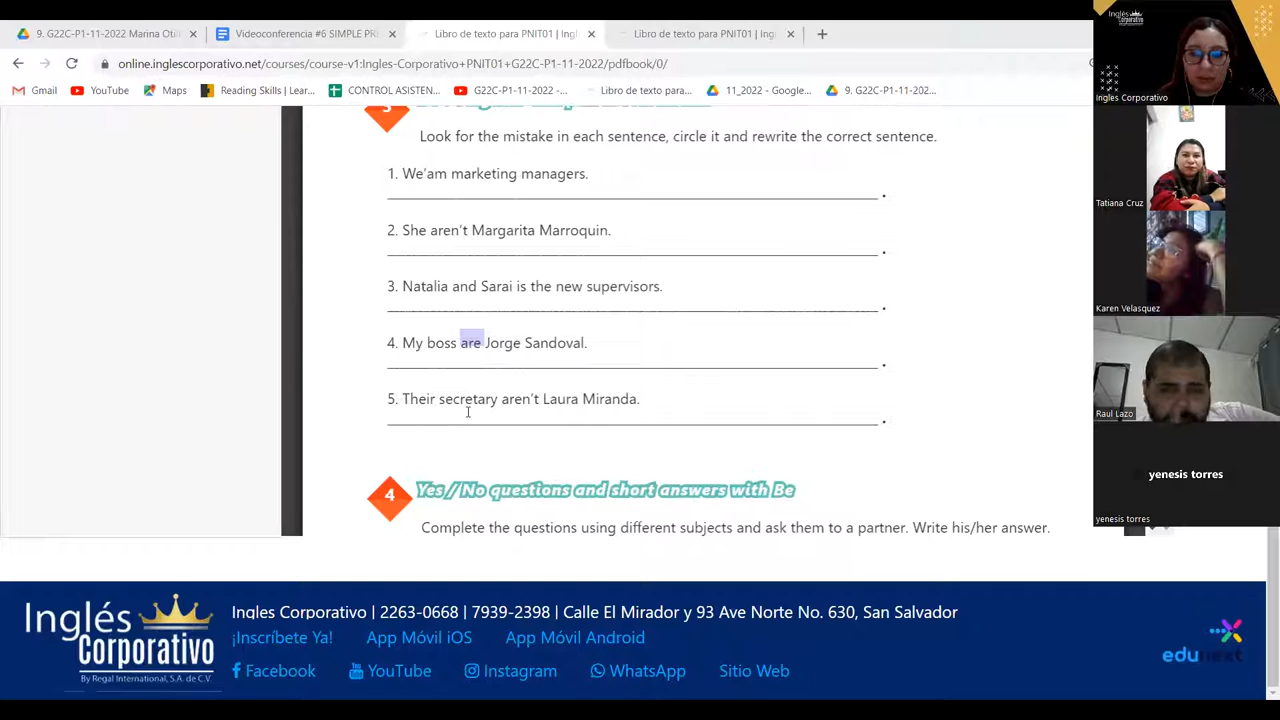 9. G22C-P1-11-2022 Marina Otili
Videoconferencia #6 SIMPLE PRE
Libro de texto para PNIT01 | Ingl
Libro de texto para PNIT01 | Ing
online.inglescorporativo.net/courses/course-v1:Ingles-Corporativo+PNIT01+G22C-P1-11-2022/pdfbook/0/
Gmail
YouTube
Maps
Reading Skills | Lear...
CONTROL ASISTEN...
G22C-P1-11-2022 -...
Libro de texto para...
11_2022 - Google...
9. G22C-P1-11-202...
Look for the mistake in each sentence, circle it and rewrite the correct sentence.
1. We'am marketing managers.
2. She aren't Margarita Marroquin.
3. Natalia and Sarai is the new supervisors.
4. My boss are Jorge Sandoval.
5. Their secretary aren't Laura Miranda.
4 Yes / No questions and short answers with Be
Complete the questions using different subjects and ask them to a partner. Write his/her answer.
Inglés Corporativo
Ingles Corporativo
Tatiana Cruz
Karen Velasquez
Raul Lazo
yenesis torres
yenesis torres
Inglés
Corporativo
By Regal International, S.A. de C.V.
Ingles Corporativo | 2263-0668 | 7939-2398 | Calle El Mirador y 93 Ave Norte No. 630, San Salvador
¡Inscríbete Ya! App Móvil iOS App Móvil Android
Facebook YouTube Instagram WhatsApp Sitio Web
edunext